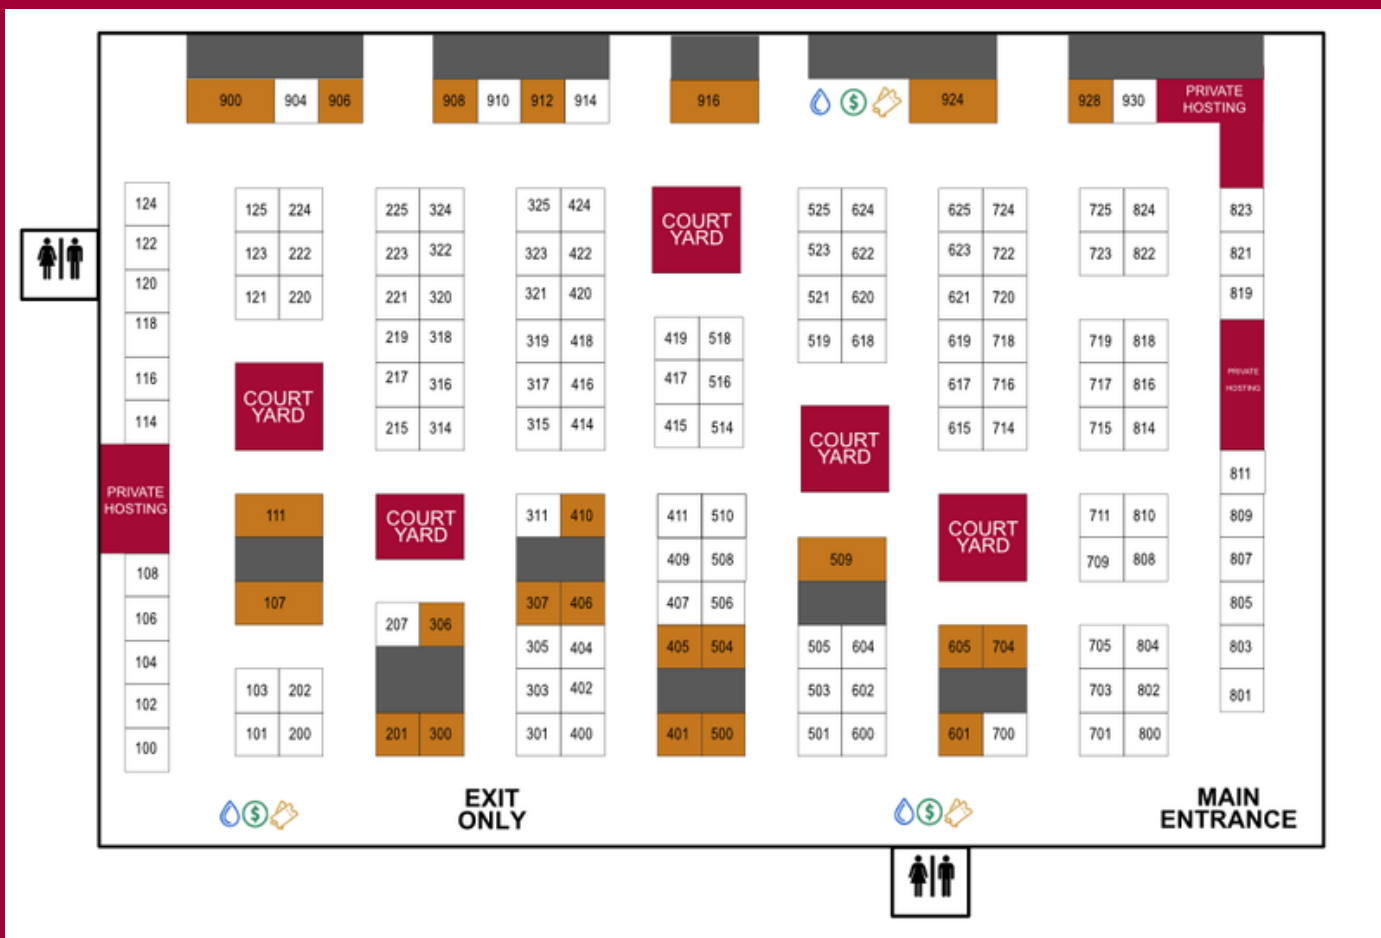 900 904 906 908 910 912 914 916 924 928 930 PRIVATE
HOSTING
124 125 224 225 324 325 424 COURT
YARD 525 624 625 724 725 824 823
122 123 222 223 322 323 422 523 622 623 722 723 822 821
120 121 220 221 320 321 420 521 620 621 720 819
118 219 318 319 418 419 518 519 618 619 718 719 818
116 COURT
YARD 217 316 317 416 417 516 617 716 717 816 PRIVATE
HOSTING
114 215 314 315 414 415 514 COURT
YARD 615 714 715 814
811
PRIVATE
HOSTING 111 COURT
YARD 311 410 411 510 COURT
YARD 711 810 809
108 409 508 509 709 808 807
106 107 207 306 307 406 407 506 805
104 305 404 405 504 505 604 605 704 705 804 803
102 103 202 303 402 503 602 703 802 801
100 101 200 201 300 301 400 401 500 501 600 601 700 701 800
$ EXIT
ONLY $ MAIN
ENTRANCE